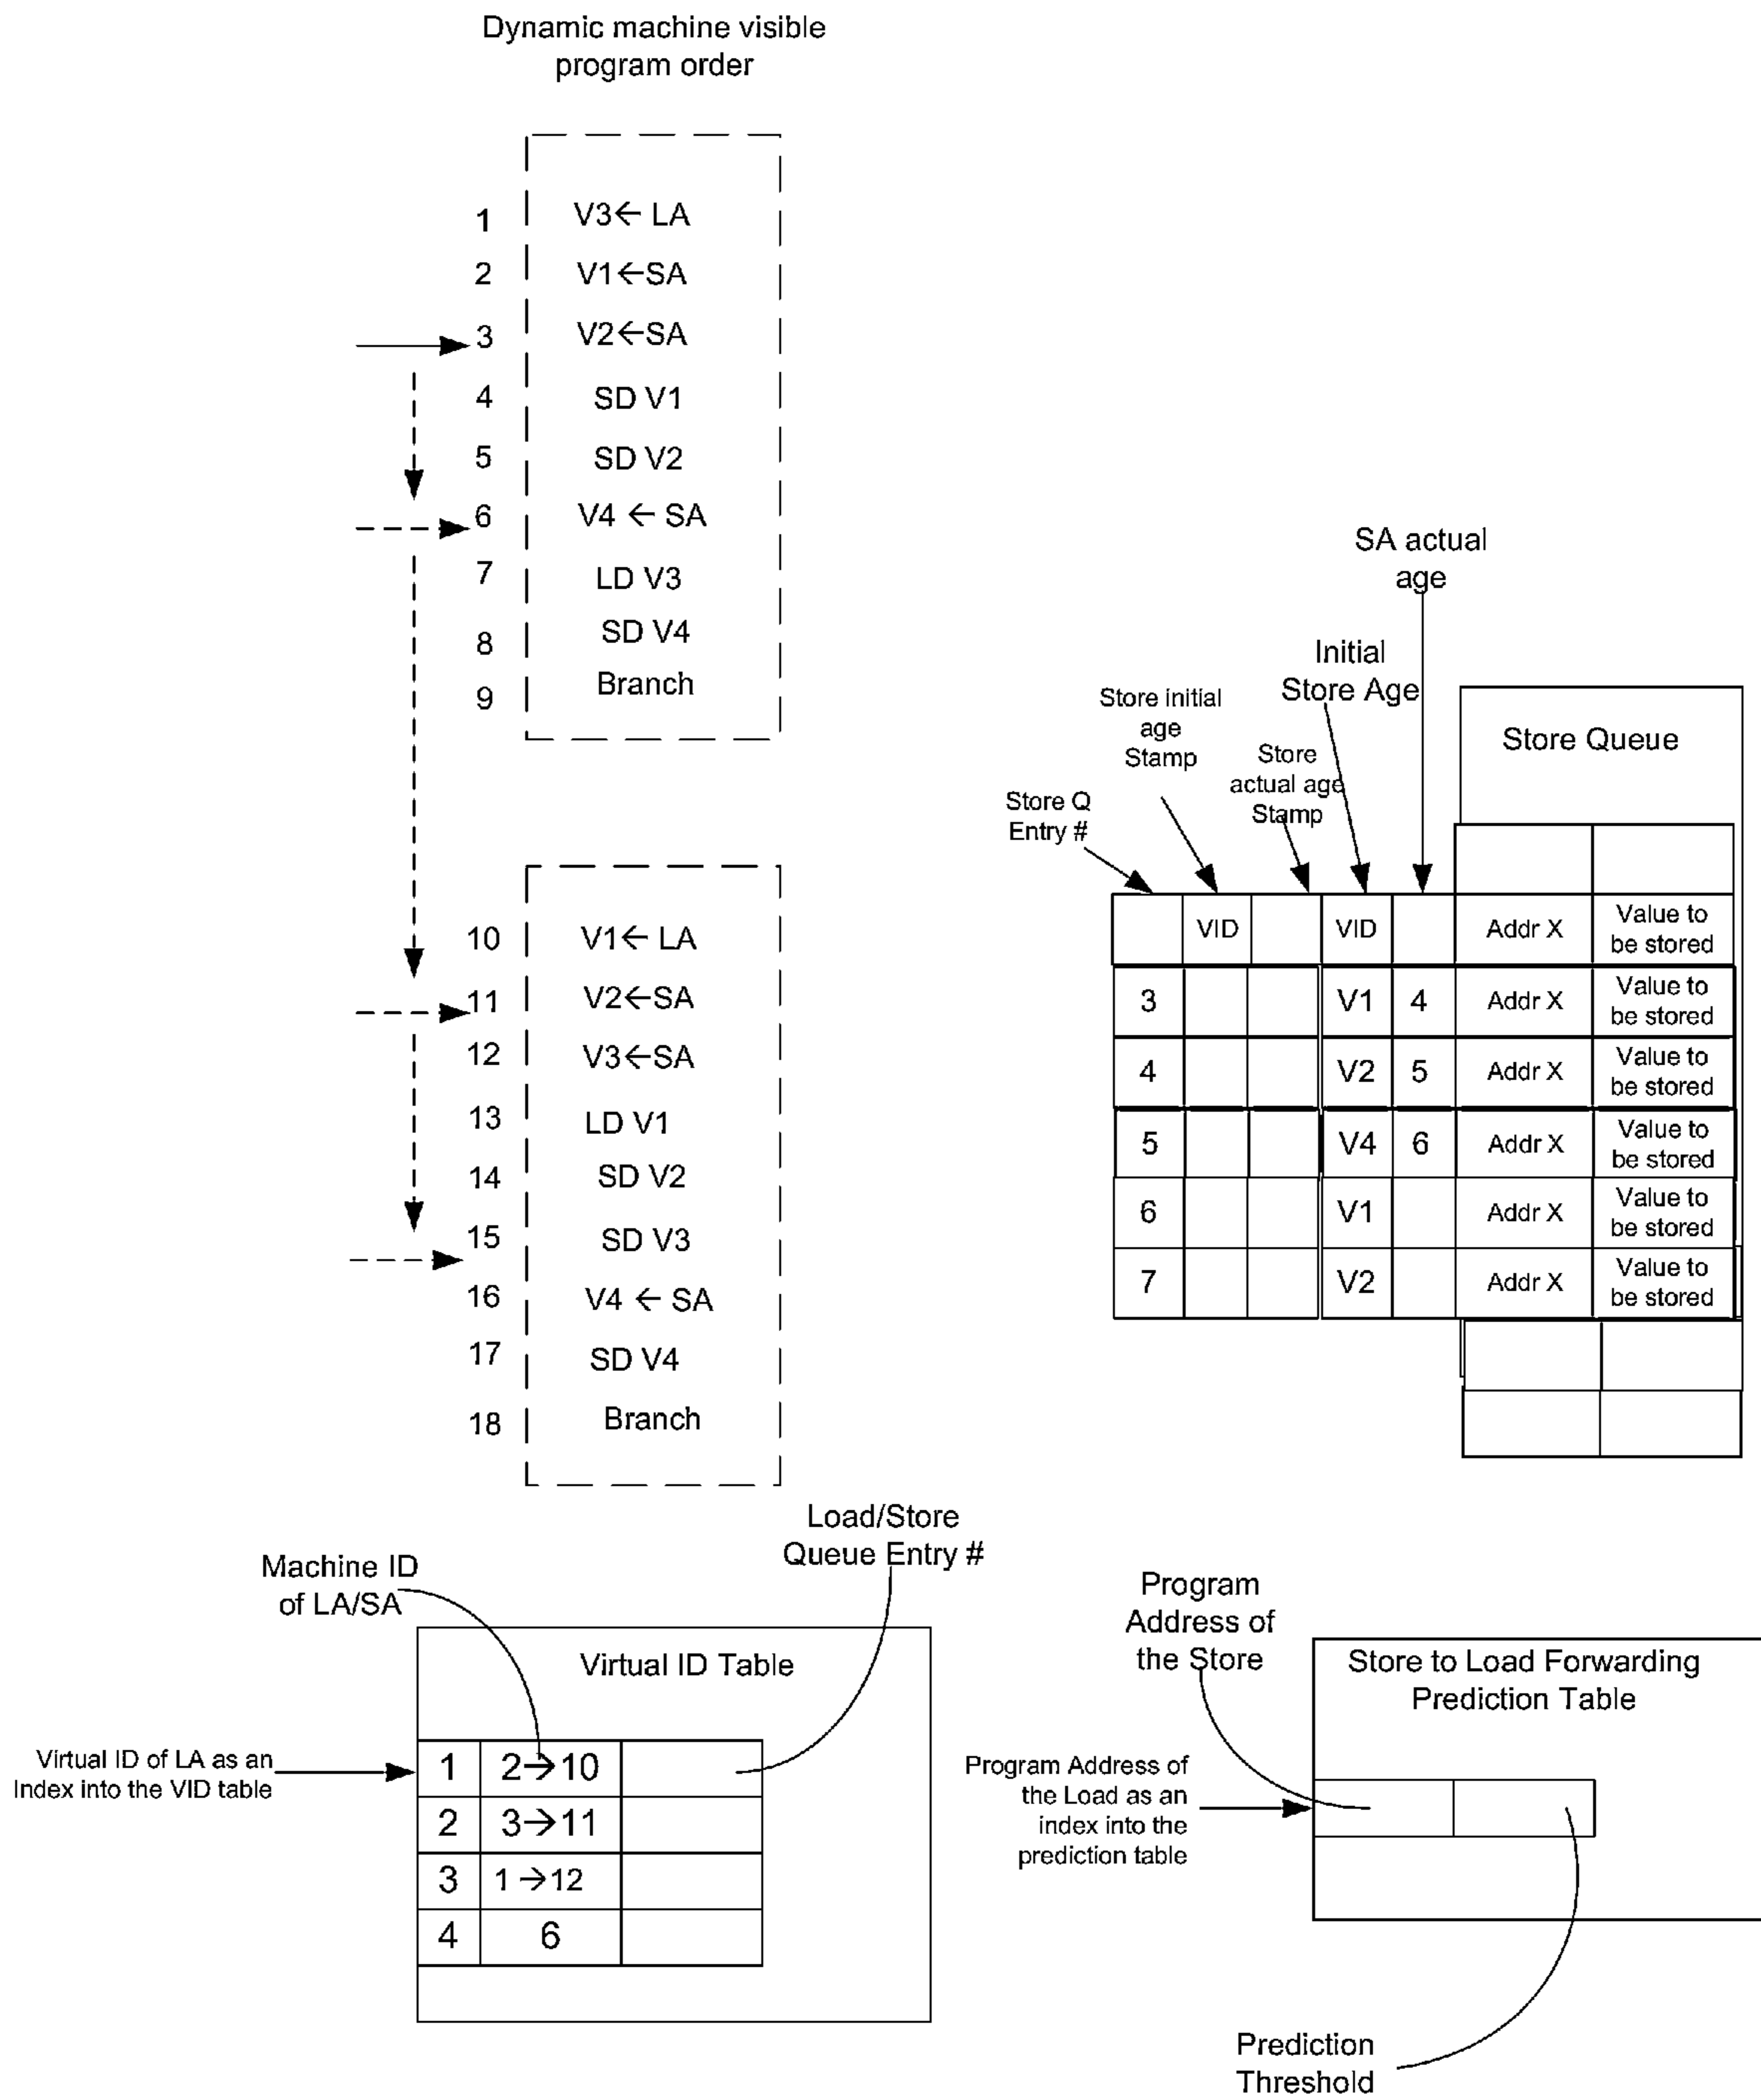 Dynamic machine visible
program order
1 V3← LA
2 V1←SA
3 V2←SA
4 SD V1
5 SD V2
6 V4 ← SA
7 LD V3
8 SD V4
9 Branch
10 V1← LA
11 V2←SA
12 V3←SA
13 LD V1
14 SD V2
15 SD V3
16 V4 ← SA
17 SD V4
18 Branch
SA actual
age
Initial
Store Age
Store initial
age
Stamp
Store
actual age
Stamp
Store Q
Entry #
Store Queue
VID VID Addr X Value to
be stored
3 V1 4 Addr X Value to
be stored
4 V2 5 Addr X Value to
be stored
5 V4 6 Addr X Value to
be stored
6 V1 Addr X Value to
be stored
7 V2 Addr X Value to
be stored
Load/Store
Queue Entry #
Machine ID
of LA/SA
Virtual ID Table
Virtual ID of LA as an
Index into the VID table
1 2→10
2 3→11
3 1→12
4 6
Program
Address of
the Store
Store to Load Forwarding
Prediction Table
Program Address of
the Load as an
index into the
prediction table
Prediction
Threshold